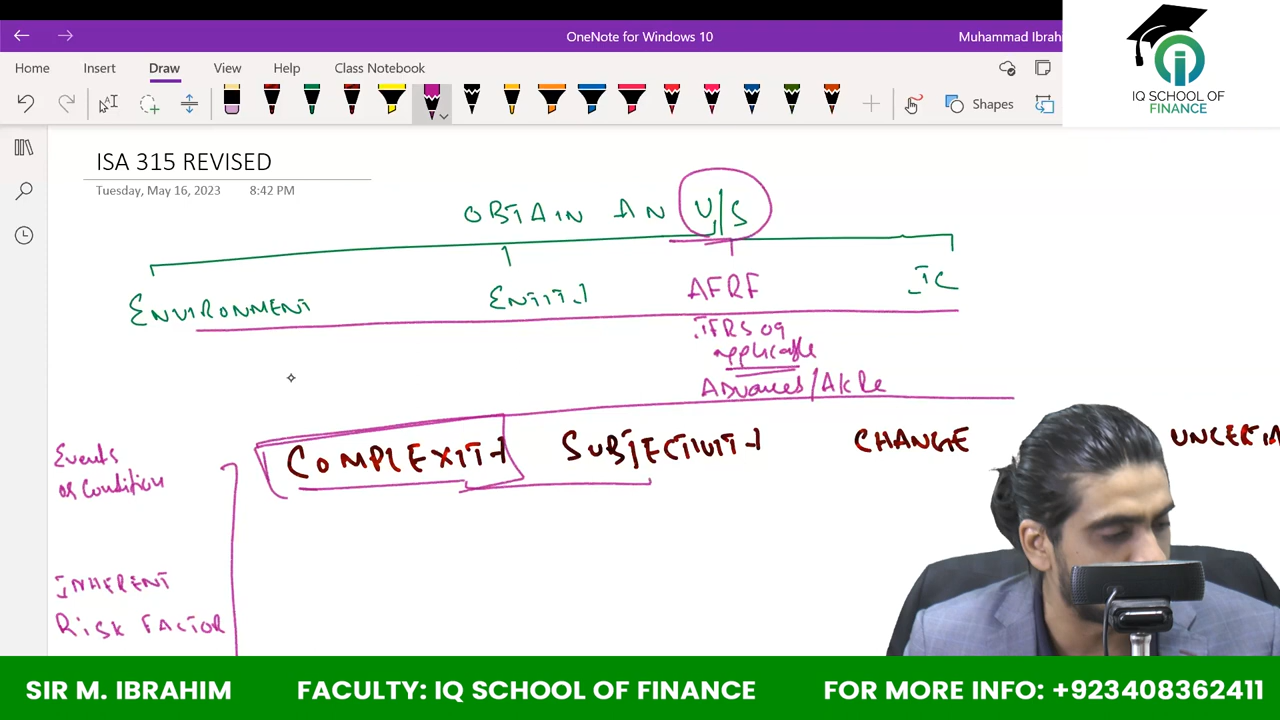 OneNote for Windows 10
Muhammad Ibrah
IQ SCHOOL OF
FINANCE
Home Insert Draw View Help Class Notebook
Shapes
ISA 315 REVISED
Tuesday, May 16, 2023 8:42 PM
OBTAIN AN U/S
ENVIRONMENT ENTITY AFRF IC
IFRS 09
applicable
Advances/AKRe
Events
or Condition
COMPLEXITY SUBJECTIVITY CHANGE UNCERTA
INHERENT
RISK FACTOR
SIR M. IBRAHIM FACULTY: IQ SCHOOL OF FINANCE FOR MORE INFO: +923408362411